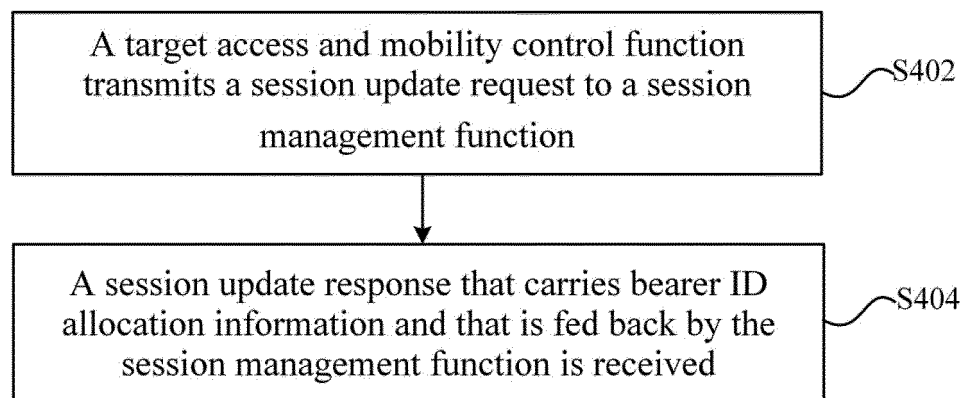 A target access and mobility control function
transmits a session update request to a session
management function
S402
A session update response that carries bearer ID
allocation information and that is fed back by the
session management function is received
S404